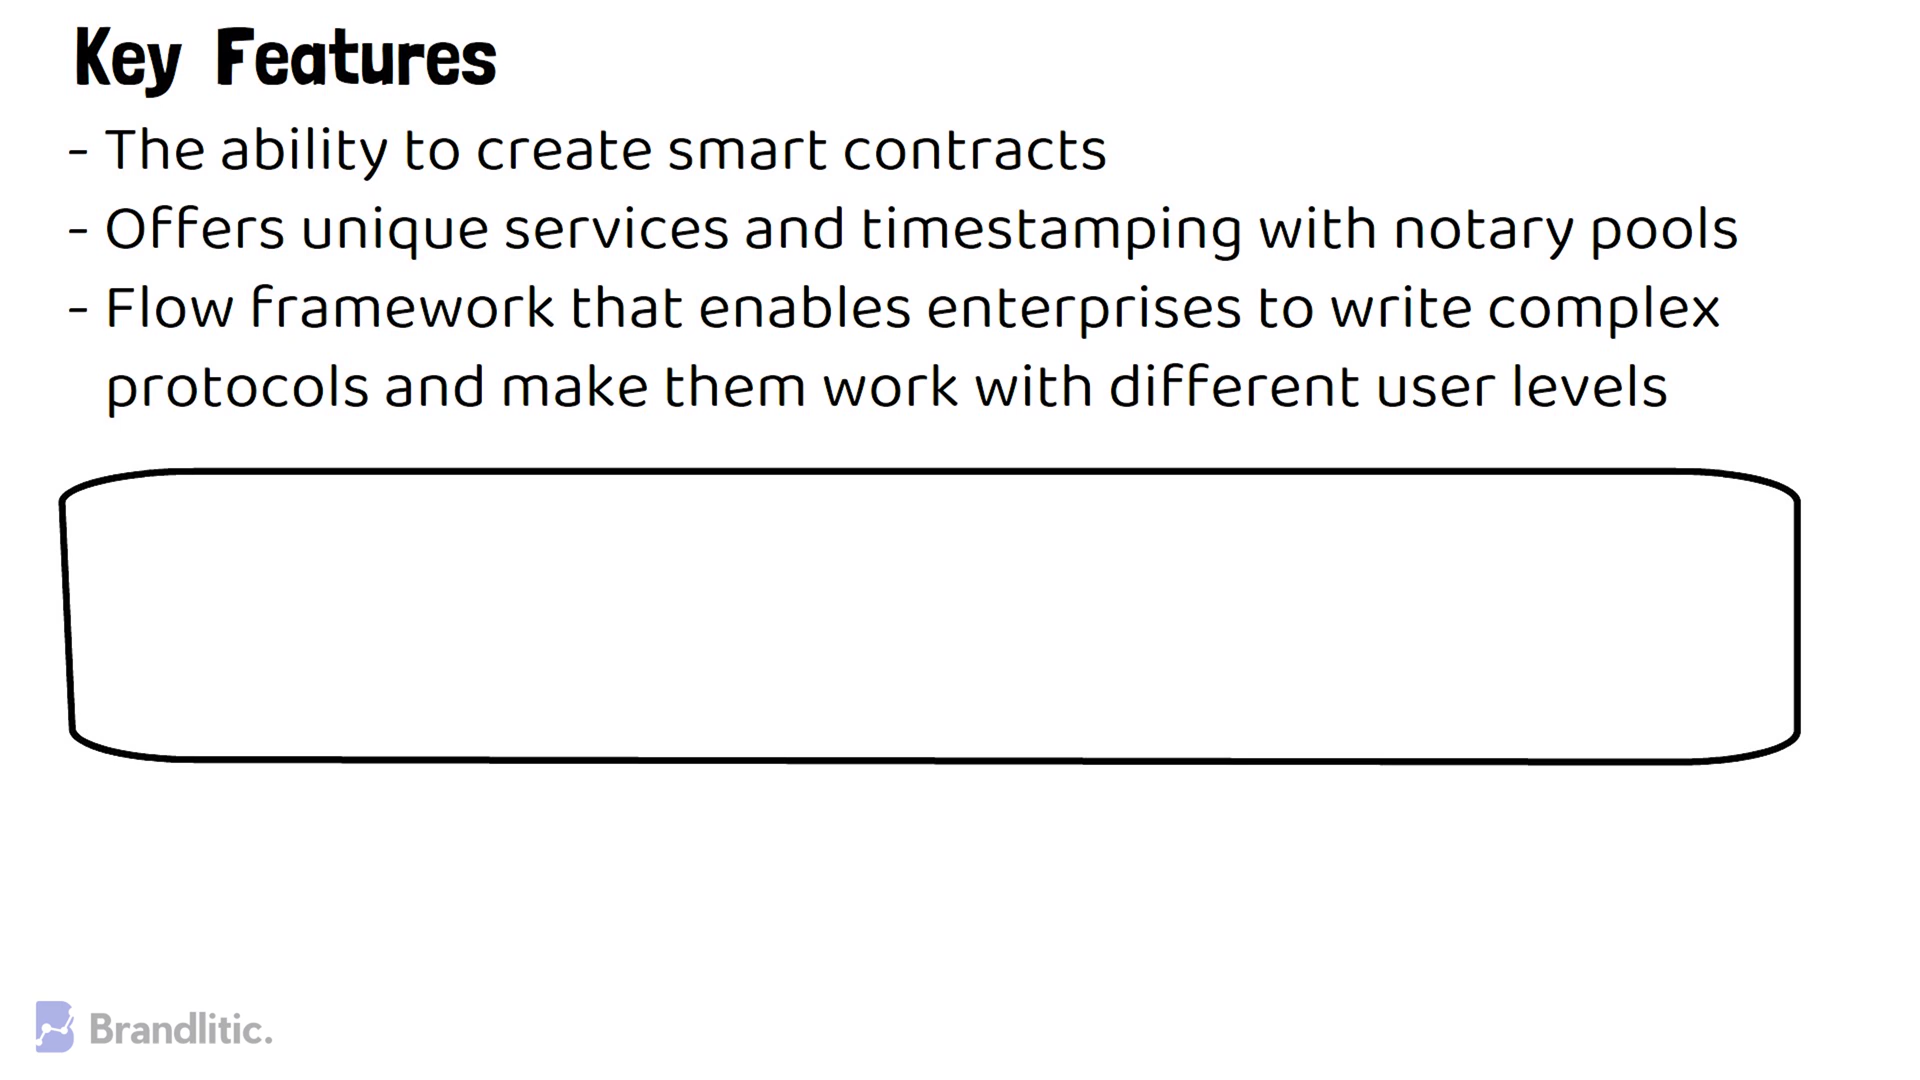 Key Features
- The ability to create smart contracts
- Offers unique services and timestamping with notary pools
- Flow framework that enables enterprises to write complex
protocols and make them work with different user levels
Brandlitic.